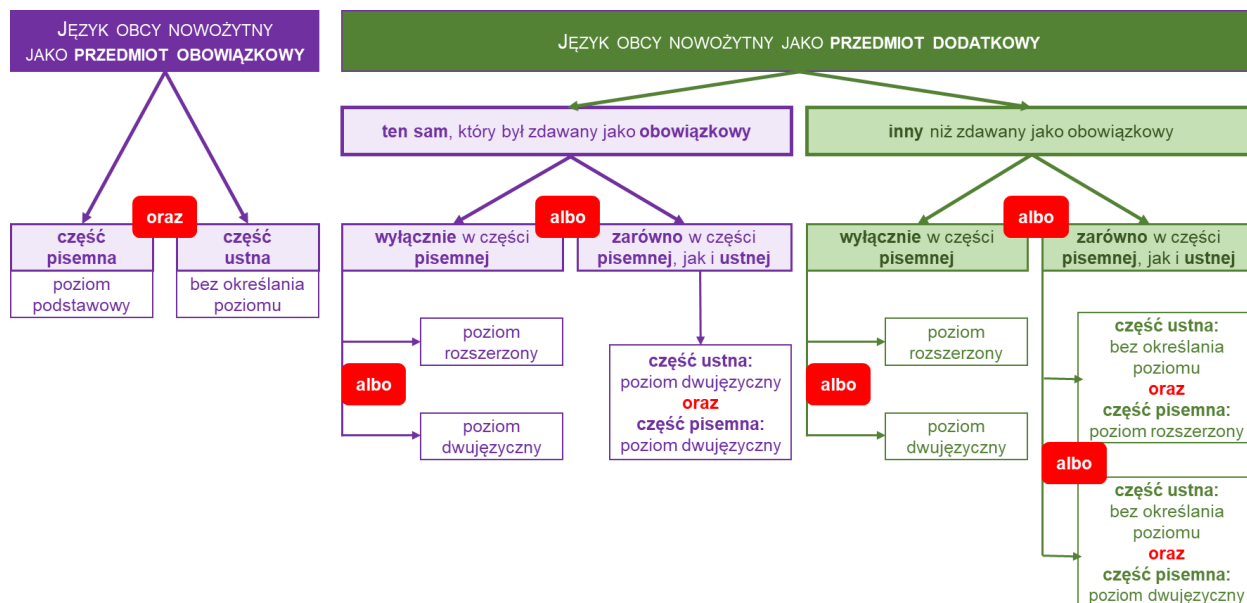 JĘZYK OBCY NOWOŻYTNY
JAKO PRZEDMIOT OBOWIĄZKOWY
oraz
część
pisemna
poziom
podstawowy
część
ustna
bez określania
poziomu
JĘZYK OBCY NOWOŻYTNY JAKO PRZEDMIOT DODATKOWY
ten sam, który był zdawany jako obowiązkowy
albo
wyłącznie w części
pisemnej
poziom
rozszerzony
albo
poziom
dwujęzyczny
zarówno w części
pisemnej, jak i ustnej
część ustna:
poziom dwujęzyczny
oraz
część pisemna:
poziom dwujęzyczny
inny niż zdawany jako obowiązkowy
albo
wyłącznie w części
pisemnej
poziom
rozszerzony
albo
poziom
dwujęzyczny
zarówno w części
pisemnej, jak i ustnej
część ustna:
bez określania
poziomu
oraz
część pisemna:
poziom rozszerzony
albo
część ustna:
bez określania
poziomu
oraz
część pisemna:
poziom dwujęzyczny